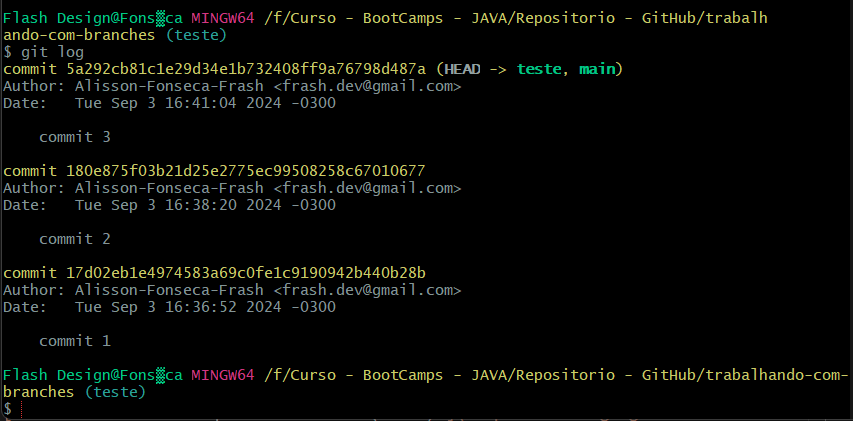 Flash Design@Fons▒ca MINGW64 /f/Curso - BootCamps - JAVA/Repositorio - GitHub/trabalh
ando-com-branches (teste)
$ git log
commit 5a292cb81c1e29d34e1b732408ff9a76798d487a (HEAD -> teste, main)
Author: Alisson-Fonseca-Frash <frash.dev@gmail.com>
Date:   Tue Sep 3 16:41:04 2024 -0300
commit 3
commit 180e875f03b21d25e2775ec99508258c67010677
Author: Alisson-Fonseca-Frash <frash.dev@gmail.com>
Date:   Tue Sep 3 16:38:20 2024 -0300
commit 2
commit 17d02eb1e4974583a69c0fe1c9190942b440b28b
Author: Alisson-Fonseca-Frash <frash.dev@gmail.com>
Date:   Tue Sep 3 16:36:52 2024 -0300
commit 1
Flash Design@Fons▒ca MINGW64 /f/Curso - BootCamps - JAVA/Repositorio - GitHub/trabalhando-com-
branches (teste)
$